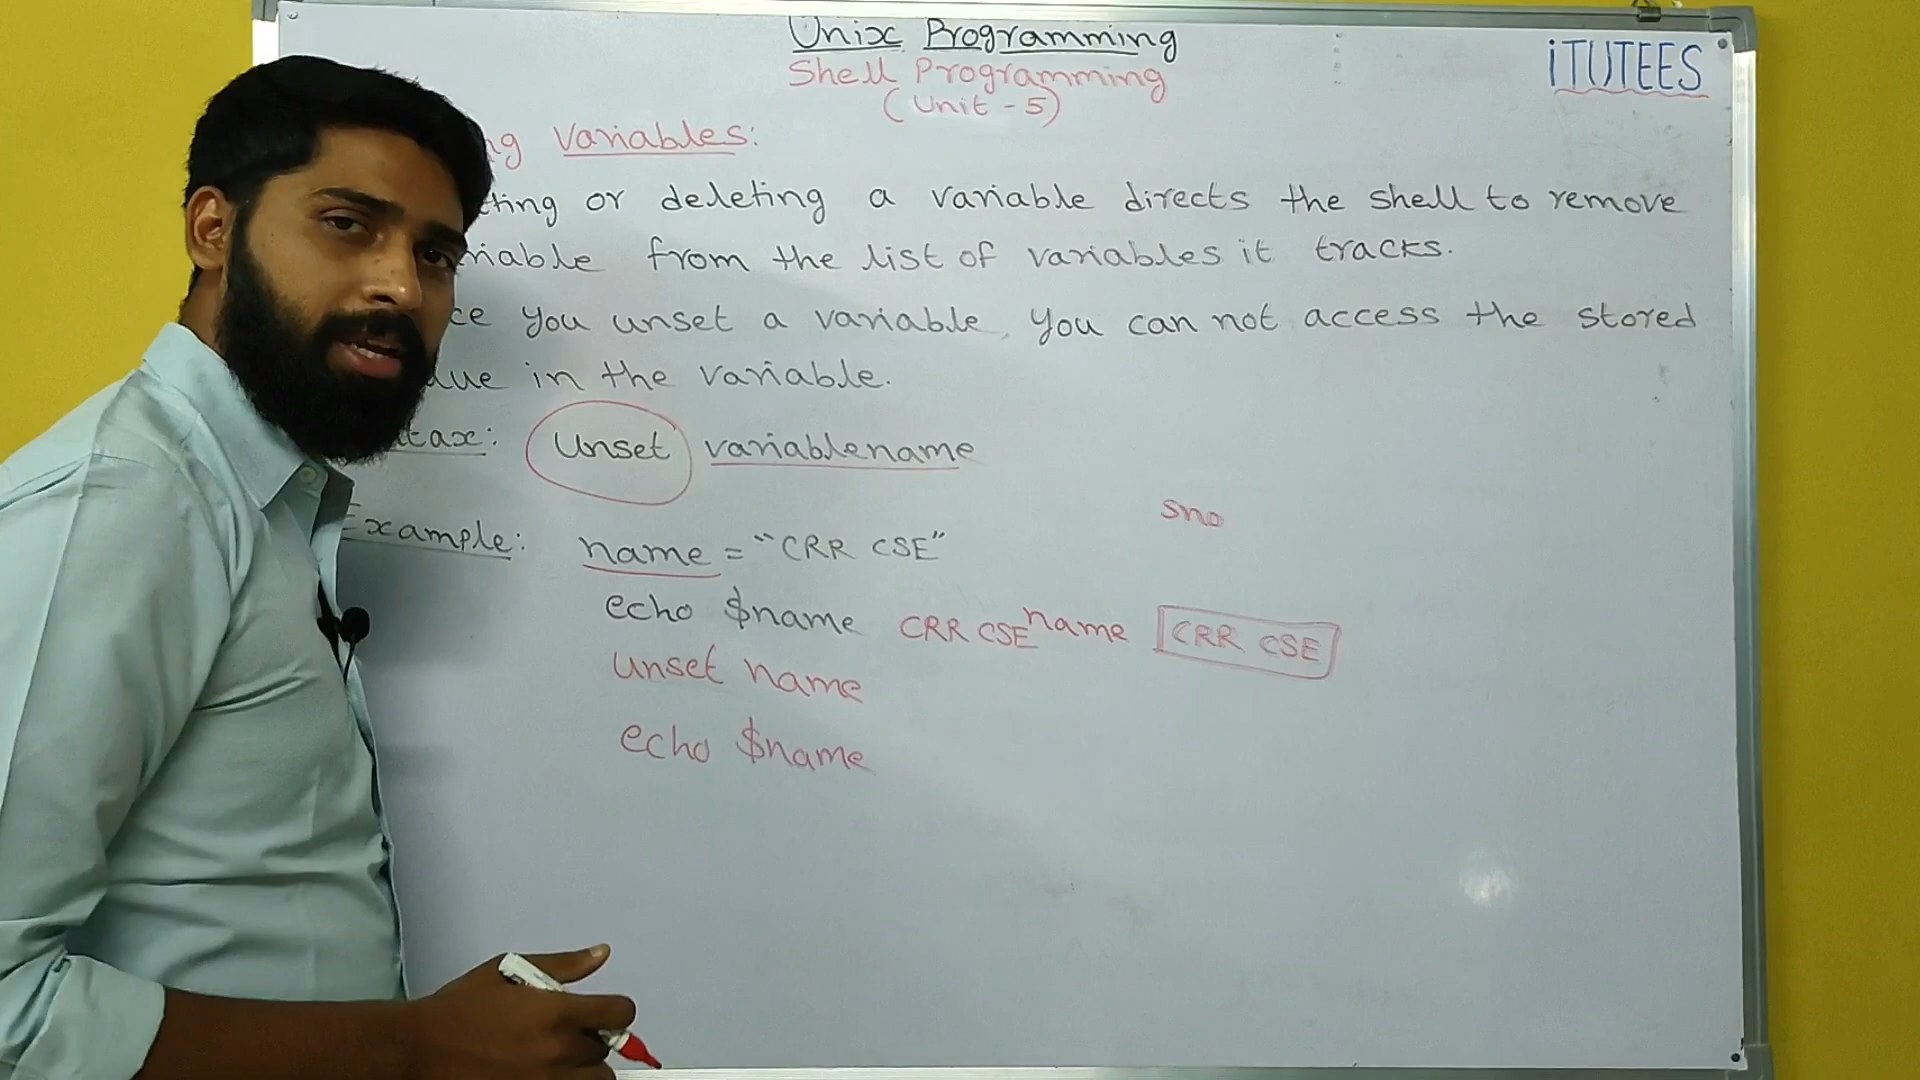 Unix Programming
iTUTEES
Shell Programming
(Unit - 5)
Variables:
or deleting a variable directs the shell to remove
from the list of variables it tracks.
you unset a variable, you can not access the stored
in the variable.
Unset variablename
sno
Example: name = "CRR CSE"
echo $name CRR CSE name CRR CSE
unset name
echo $name